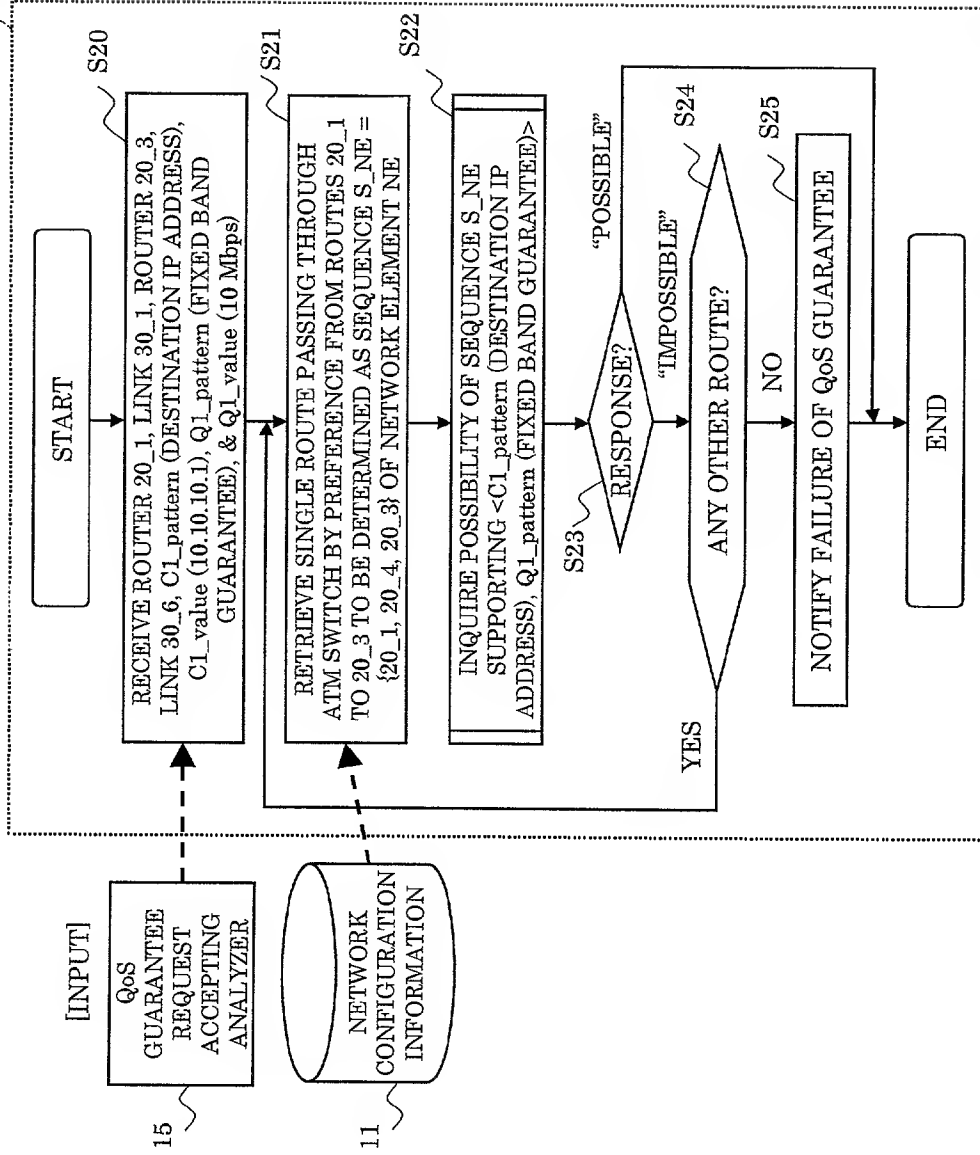 [INPUT]
QoS
GUARANTEE
REQUEST
ACCEPTING
ANALYZER
15
NETWORK
CONFIGURATION
INFORMATION
11
START
S20
RECEIVE ROUTER 20_1, LINK 30_1, ROUTER 20_3,
LINK 30_6, C1_pattern (DESTINATION IP ADDRESS),
C1_value (10.10.10.1), Q1_pattern (FIXED BAND
GUARANTEE), & Q1_value (10 Mbps)
S21
RETRIEVE SINGLE ROUTE PASSING THROUGH
ATM SWITCH BY PREFERENCE FROM ROUTES 20_1
TO 20_3 TO BE DETERMINED AS SEQUENCE S_NE =
{20_1, 20_4, 20_3} OF NETWORK ELEMENT NE
S22
INQUIRE POSSIBILITY OF SEQUENCE S_NE
SUPPORTING <C1_pattern (DESTINATION IP
ADDRESS), Q1_pattern (FIXED BAND GUARANTEE)>
S23
RESPONSE?
"POSSIBLE"
"IMPOSSIBLE"
S24
ANY OTHER ROUTE?
YES
NO
S25
NOTIFY FAILURE OF QoS GUARANTEE
END